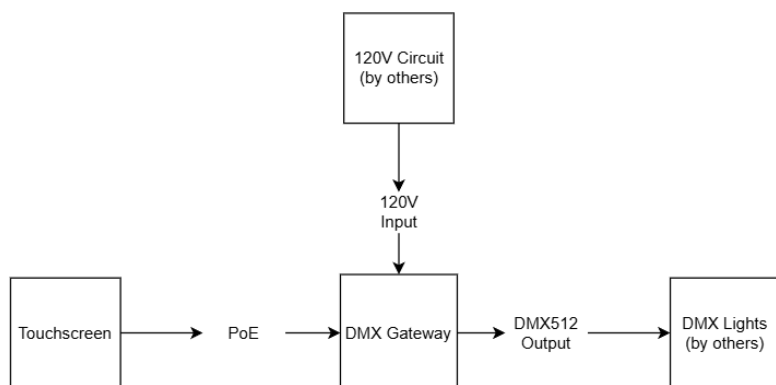 120V Circuit
(by others)
120V
Input
Touchscreen
PoE
DMX Gateway
DMX512
Output
DMX Lights
(by others)